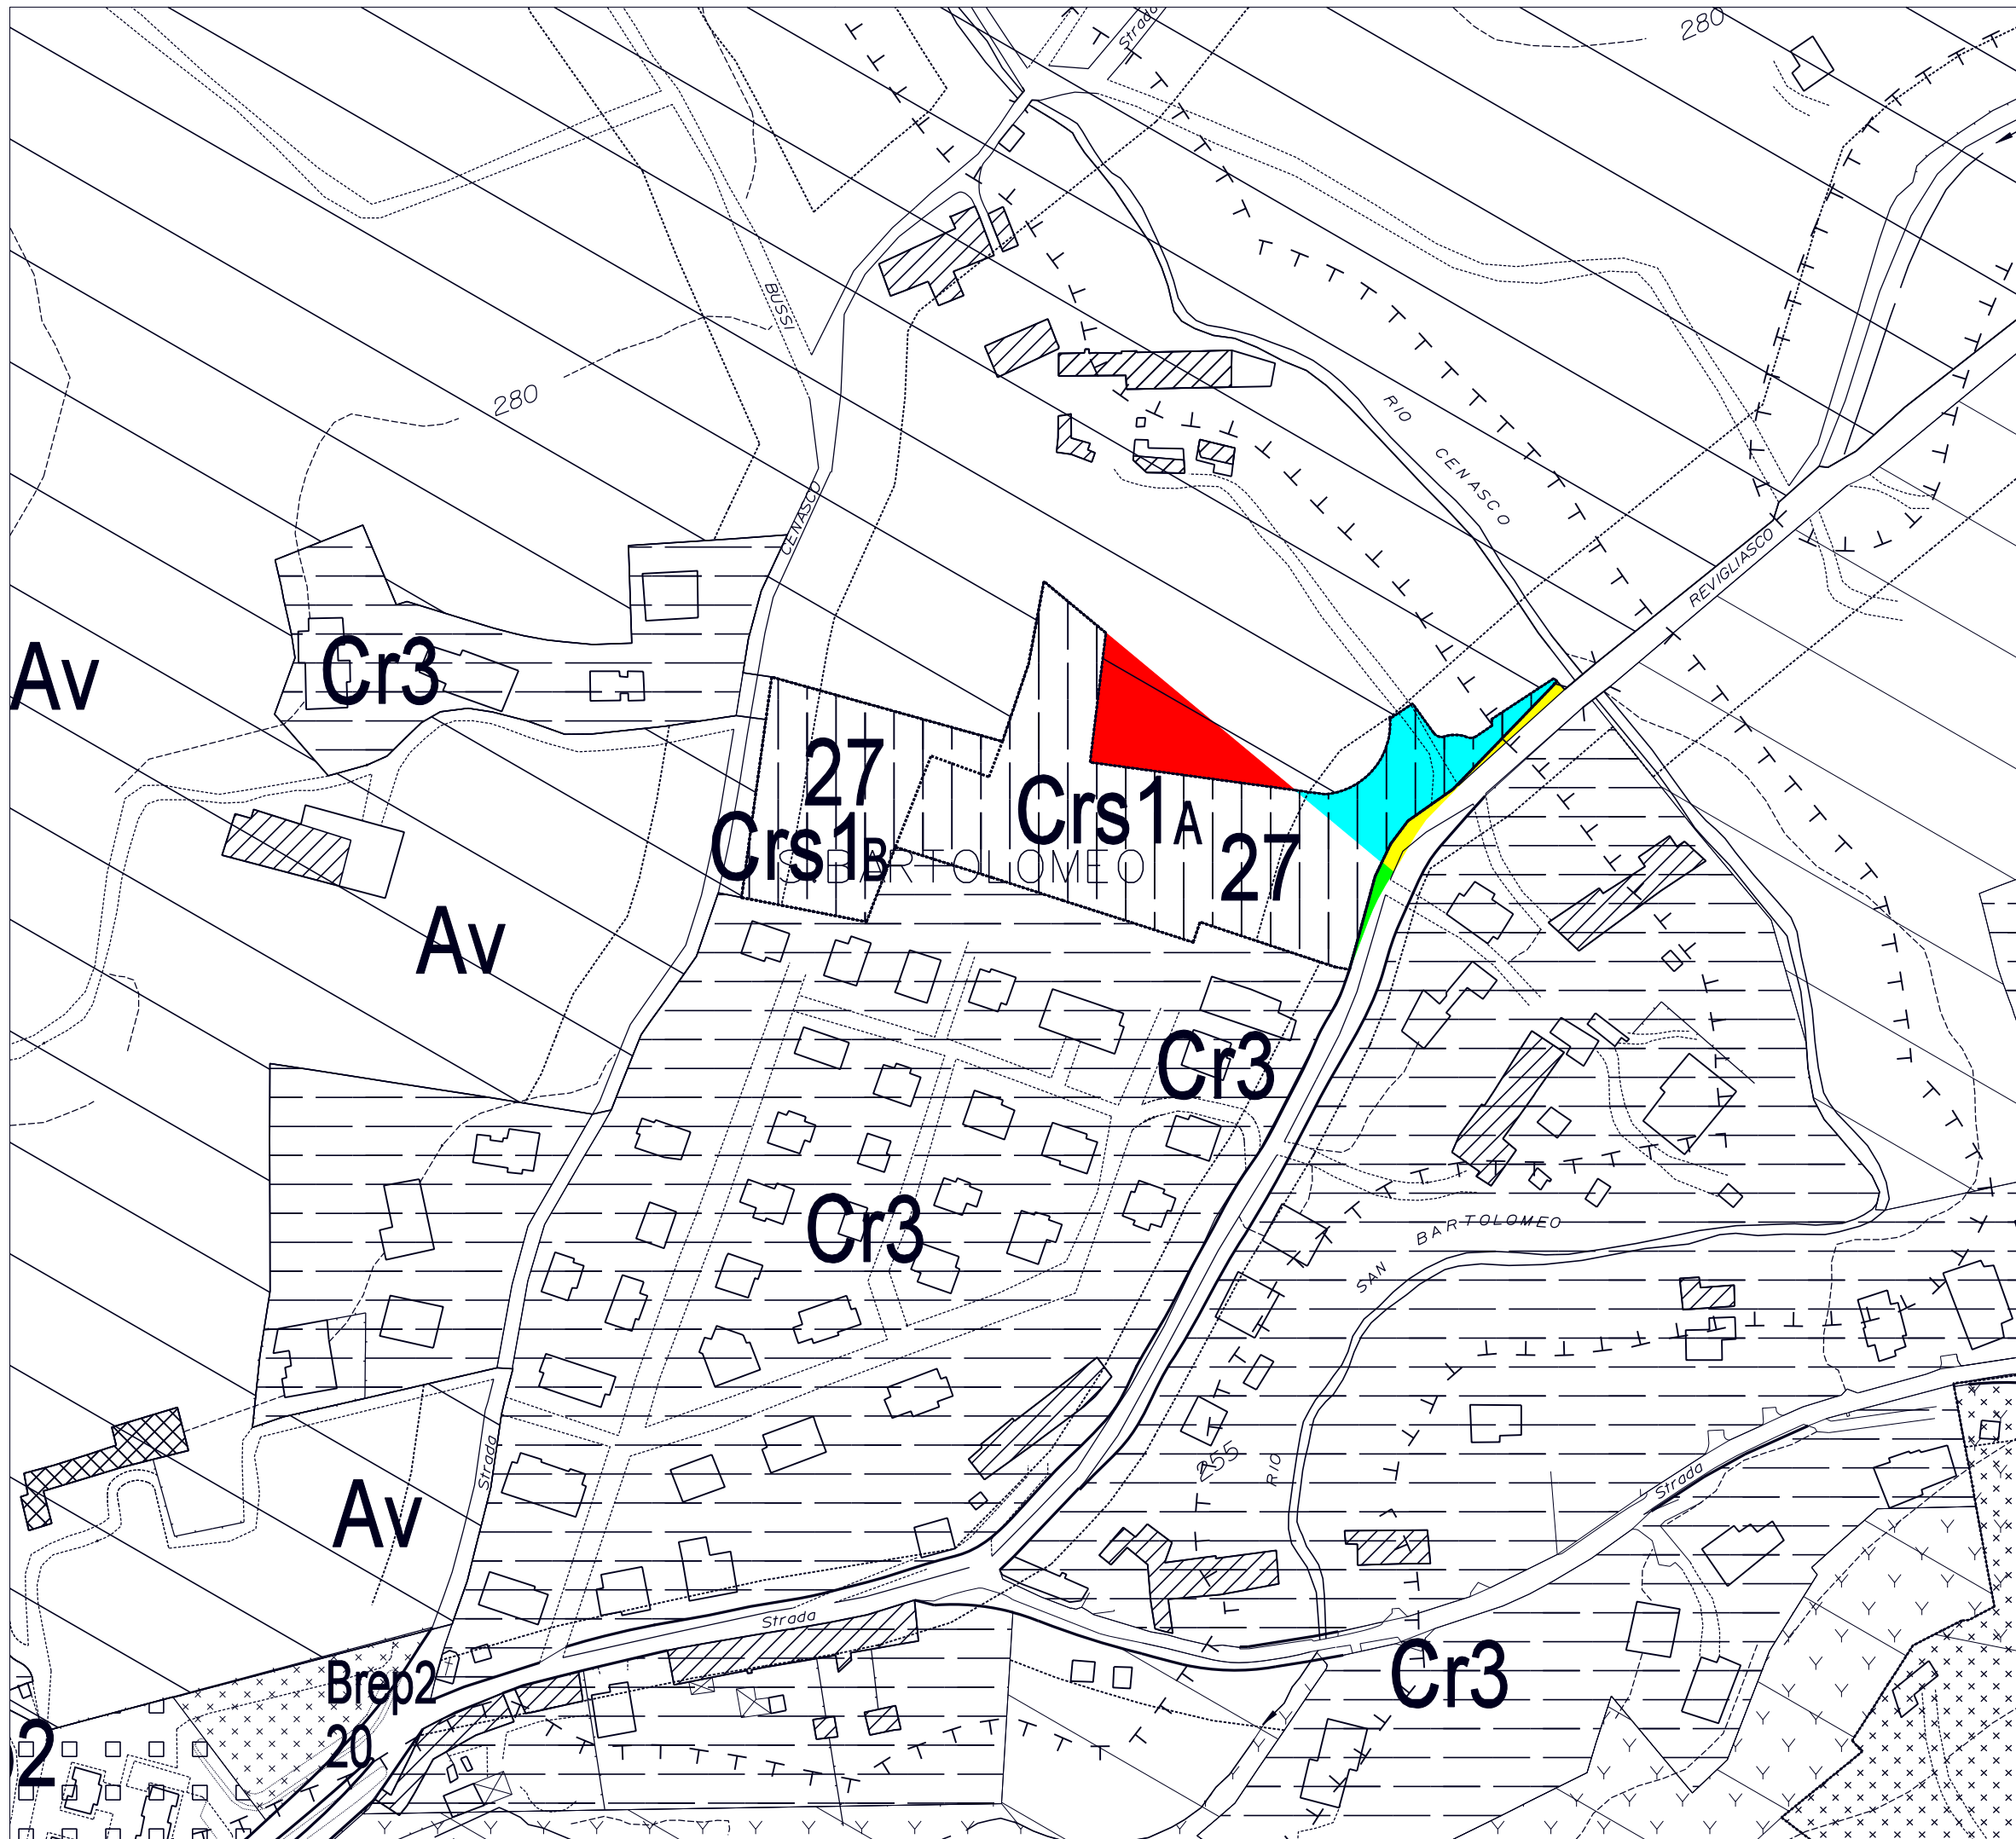 280
Strada
BUSSI
280
RIO CENASCO
CENASCO
REVIGLIASCO
Av
Cr3
27
Crs1A
Crs1B
27
S. BARTOLOMEO
Av
Cr3
Cr3
SAN BARTOLOMEO
RIO
255
Strada
Strada
Av
Strada
Brep2
20
Cr3
2